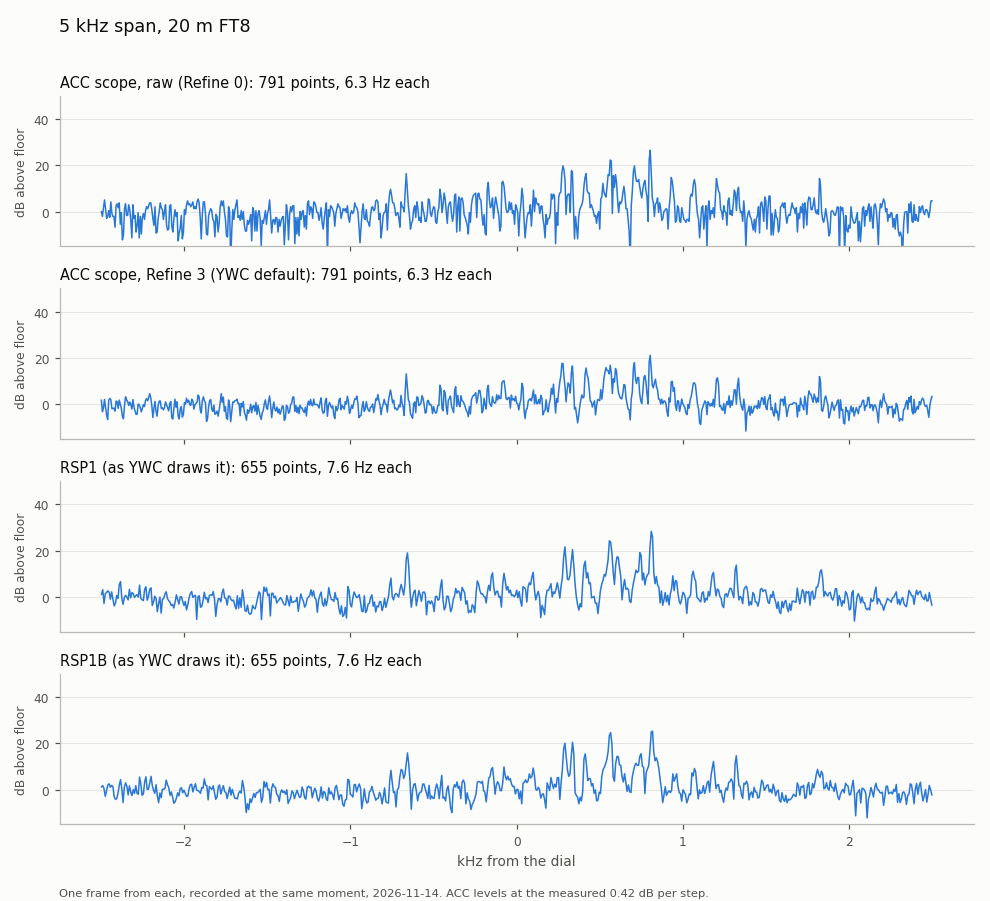 5 kHz span, 20 m FT8
ACC scope, raw (Refine 0): 791 points, 6.3 Hz each
dB above floor
40
20
0
ACC scope, Refine 3 (YWC default): 791 points, 6.3 Hz each
dB above floor
40
20
0
RSP1 (as YWC draws it): 655 points, 7.6 Hz each
dB above floor
40
20
0
RSP1B (as YWC draws it): 655 points, 7.6 Hz each
dB above floor
40
20
0
−2 −1 0 1 2
kHz from the dial
One frame from each, recorded at the same moment, 2026-11-14. ACC levels at the measured 0.42 dB per step.